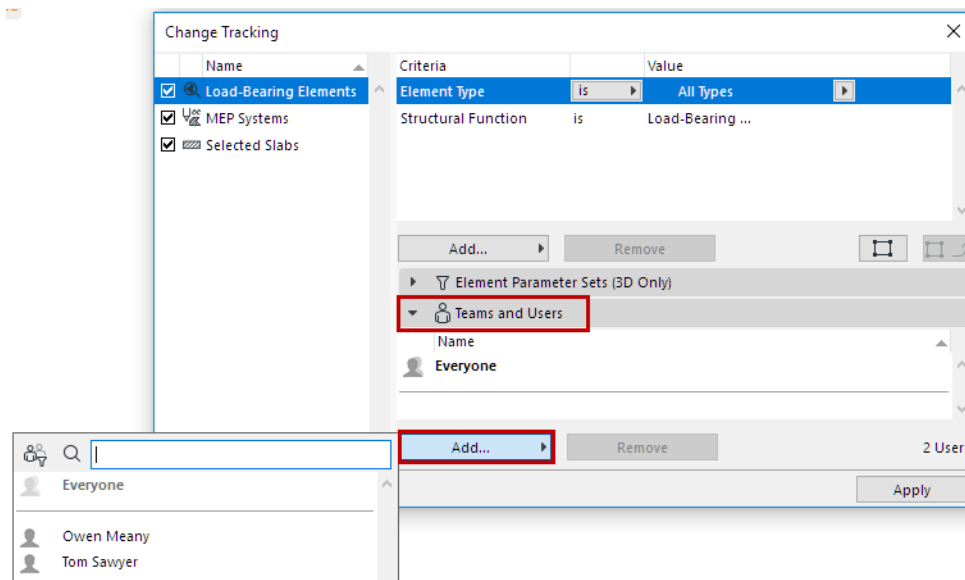 Change Tracking
Name
Load-Bearing Elements
MEP Systems
Selected Slabs
Criteria Value
Element Type is All Types
Structural Function is Load-Bearing ...
Add... Remove
Element Parameter Sets (3D Only)
Teams and Users
Name
Everyone
Add... Remove 2 User
Apply
Everyone
Owen Meany
Tom Sawyer